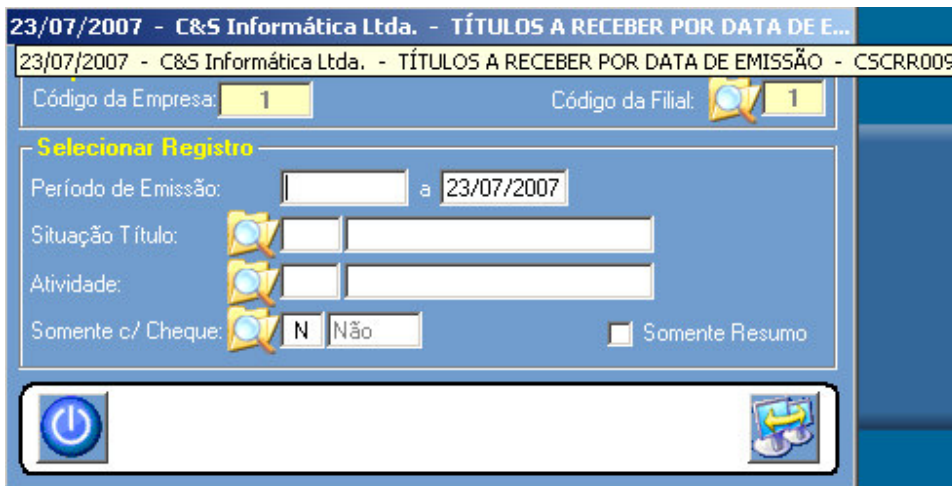 23/07/2007 - C&S Informática Ltda. - TÍTULOS A RECEBER POR DATA DE E...
23/07/2007 - C&S Informática Ltda. - TÍTULOS A RECEBER POR DATA DE EMISSÃO - CSCRR009
Código da Empresa: 1 Código da Filial: 1
Selecionar Registro
Período de Emissão: a 23/07/2007
Situação Título:
Atividade:
Somente c/ Cheque: N Não Somente Resumo